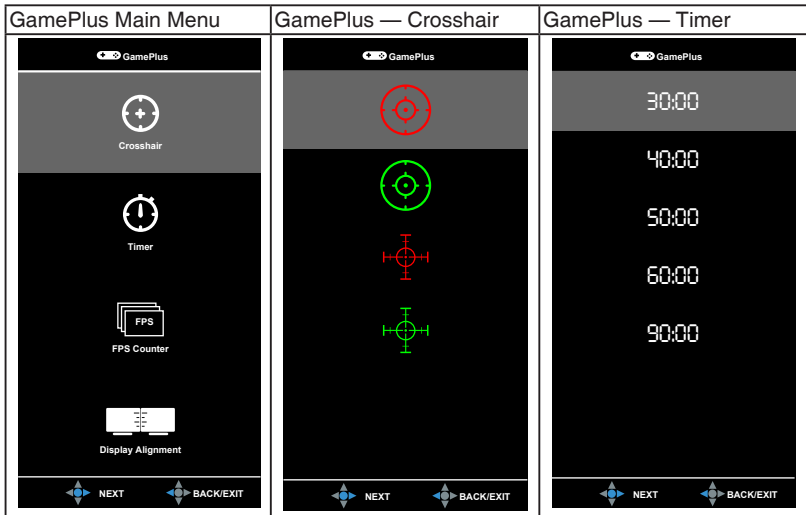 GamePlus Main Menu
GamePlus — Crosshair
GamePlus — Timer
GamePlus
Crosshair
Timer
FPS
FPS Counter
Display Alignment
NEXT BACK/EXIT
GamePlus
NEXT BACK/EXIT
GamePlus
30:00
40:00
50:00
60:00
90:00
NEXT BACK/EXIT